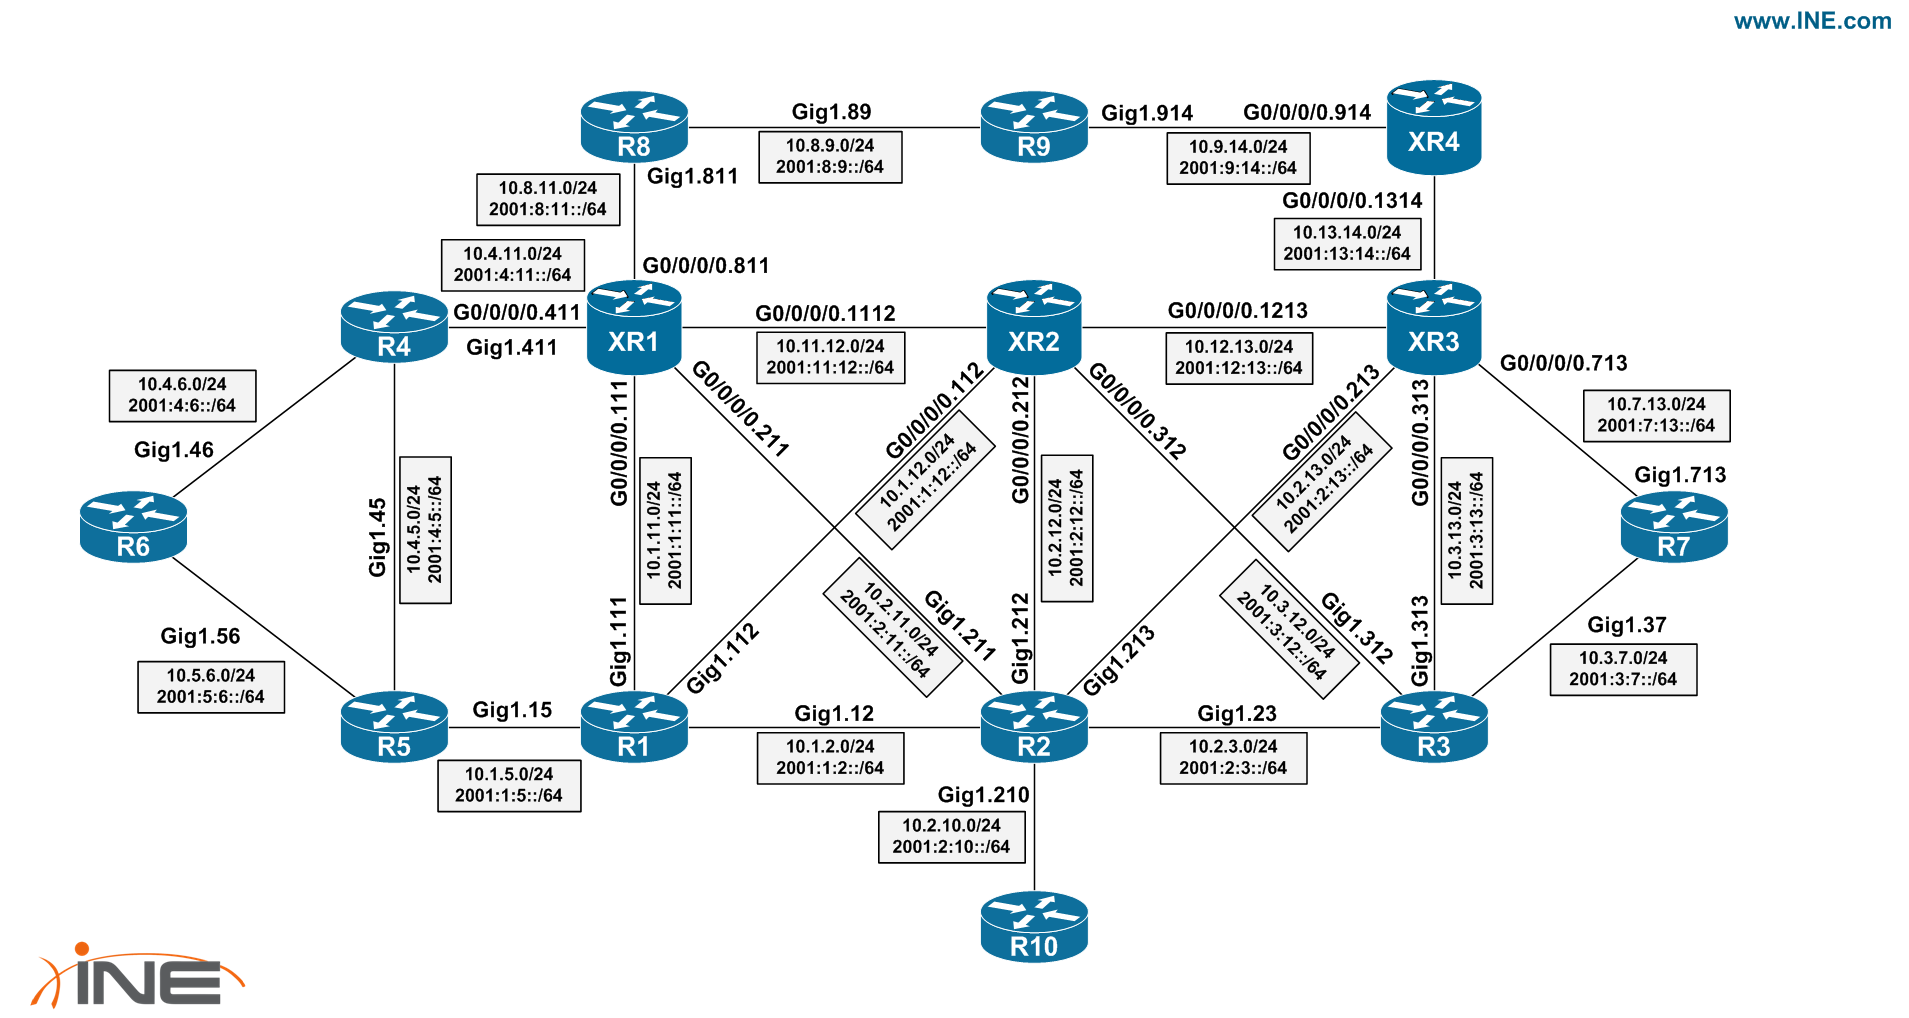 www.INE.com
R8
Gig1.89
10.8.9.0/24
2001:8:9::/64
R9
Gig1.914
G0/0/0/0.914
10.9.14.0/24
2001:9:14::/64
XR4
Gig1.811
10.8.11.0/24
2001:8:11::/64
G0/0/0/0.1314
10.13.14.0/24
2001:13:14::/64
10.4.11.0/24
2001:4:11::/64
G0/0/0/0.811
R4
G0/0/0/0.411
Gig1.411
XR1
G0/0/0/0.1112
10.11.12.0/24
2001:11:12::/64
XR2
G0/0/0/0.1213
10.12.13.0/24
2001:12:13::/64
XR3
G0/0/0/0.713
10.7.13.0/24
2001:7:13::/64
Gig1.713
R7
10.4.6.0/24
2001:4:6::/64
Gig1.46
R6
Gig1.45
10.4.5.0/24
2001:4:5::/64
G0/0/0/0.111
10.1.11.0/24
2001:1:11::/64
Gig1.111
G0/0/0/0.211
10.2.11.0/24
2001:2:11::/64
Gig1.211
G0/0/0/0.112
10.1.12.0/24
2001:1:12::/64
Gig1.112
G0/0/0/0.212
10.2.12.0/24
2001:2:12::/64
Gig1.212
G0/0/0/0.312
10.3.12.0/24
2001:3:12::/64
Gig1.312
G0/0/0/0.213
10.2.13.0/24
2001:2:13::/64
Gig1.213
G0/0/0/0.313
10.3.13.0/24
2001:3:13::/64
Gig1.313
Gig1.37
10.3.7.0/24
2001:3:7::/64
Gig1.56
10.5.6.0/24
2001:5:6::/64
R5
Gig1.15
10.1.5.0/24
2001:1:5::/64
R1
Gig1.12
10.1.2.0/24
2001:1:2::/64
R2
Gig1.23
10.2.3.0/24
2001:2:3::/64
R3
Gig1.210
10.2.10.0/24
2001:2:10::/64
R10
iNE